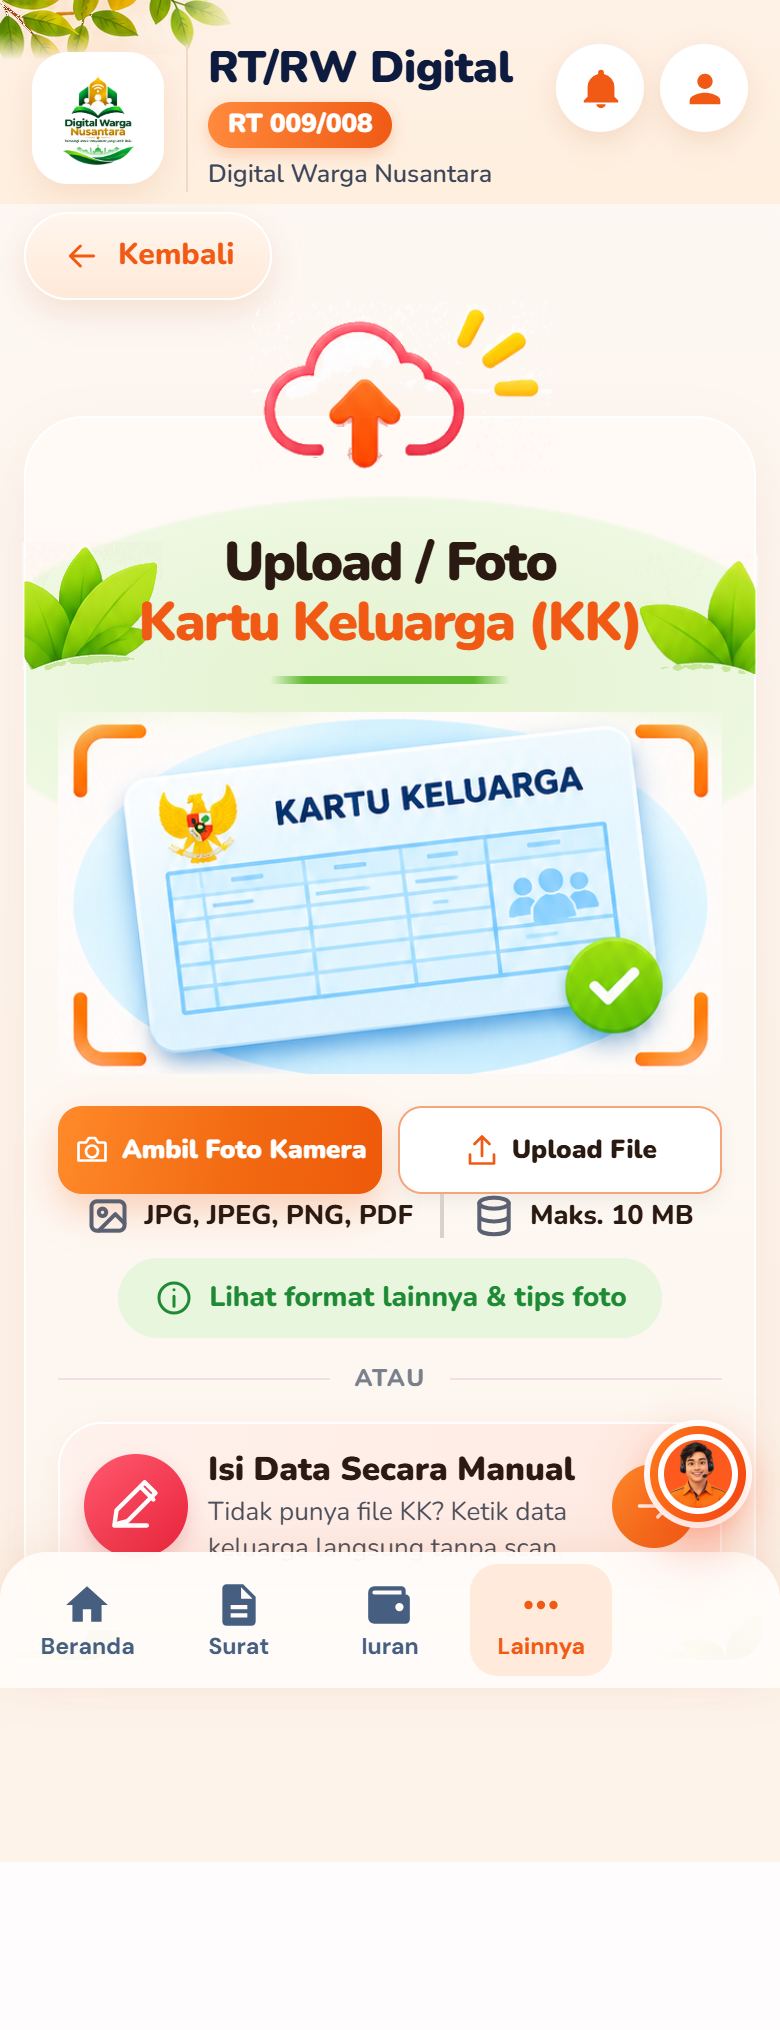 Digital Warga
Nusantara
RT/RW Digital
RT 009/008
Digital Warga Nusantara
Kembali
Upload / Foto
Kartu Keluarga (KK)
KARTU KELUARGA
Ambil Foto Kamera
Upload File
JPG, JPEG, PNG, PDF
Maks. 10 MB
Lihat format lainnya & tips foto
ATAU
Isi Data Secara Manual
Tidak punya file KK? Ketik data
keluarga langsung tanpa scan
Beranda
Surat
Iuran
Lainnya